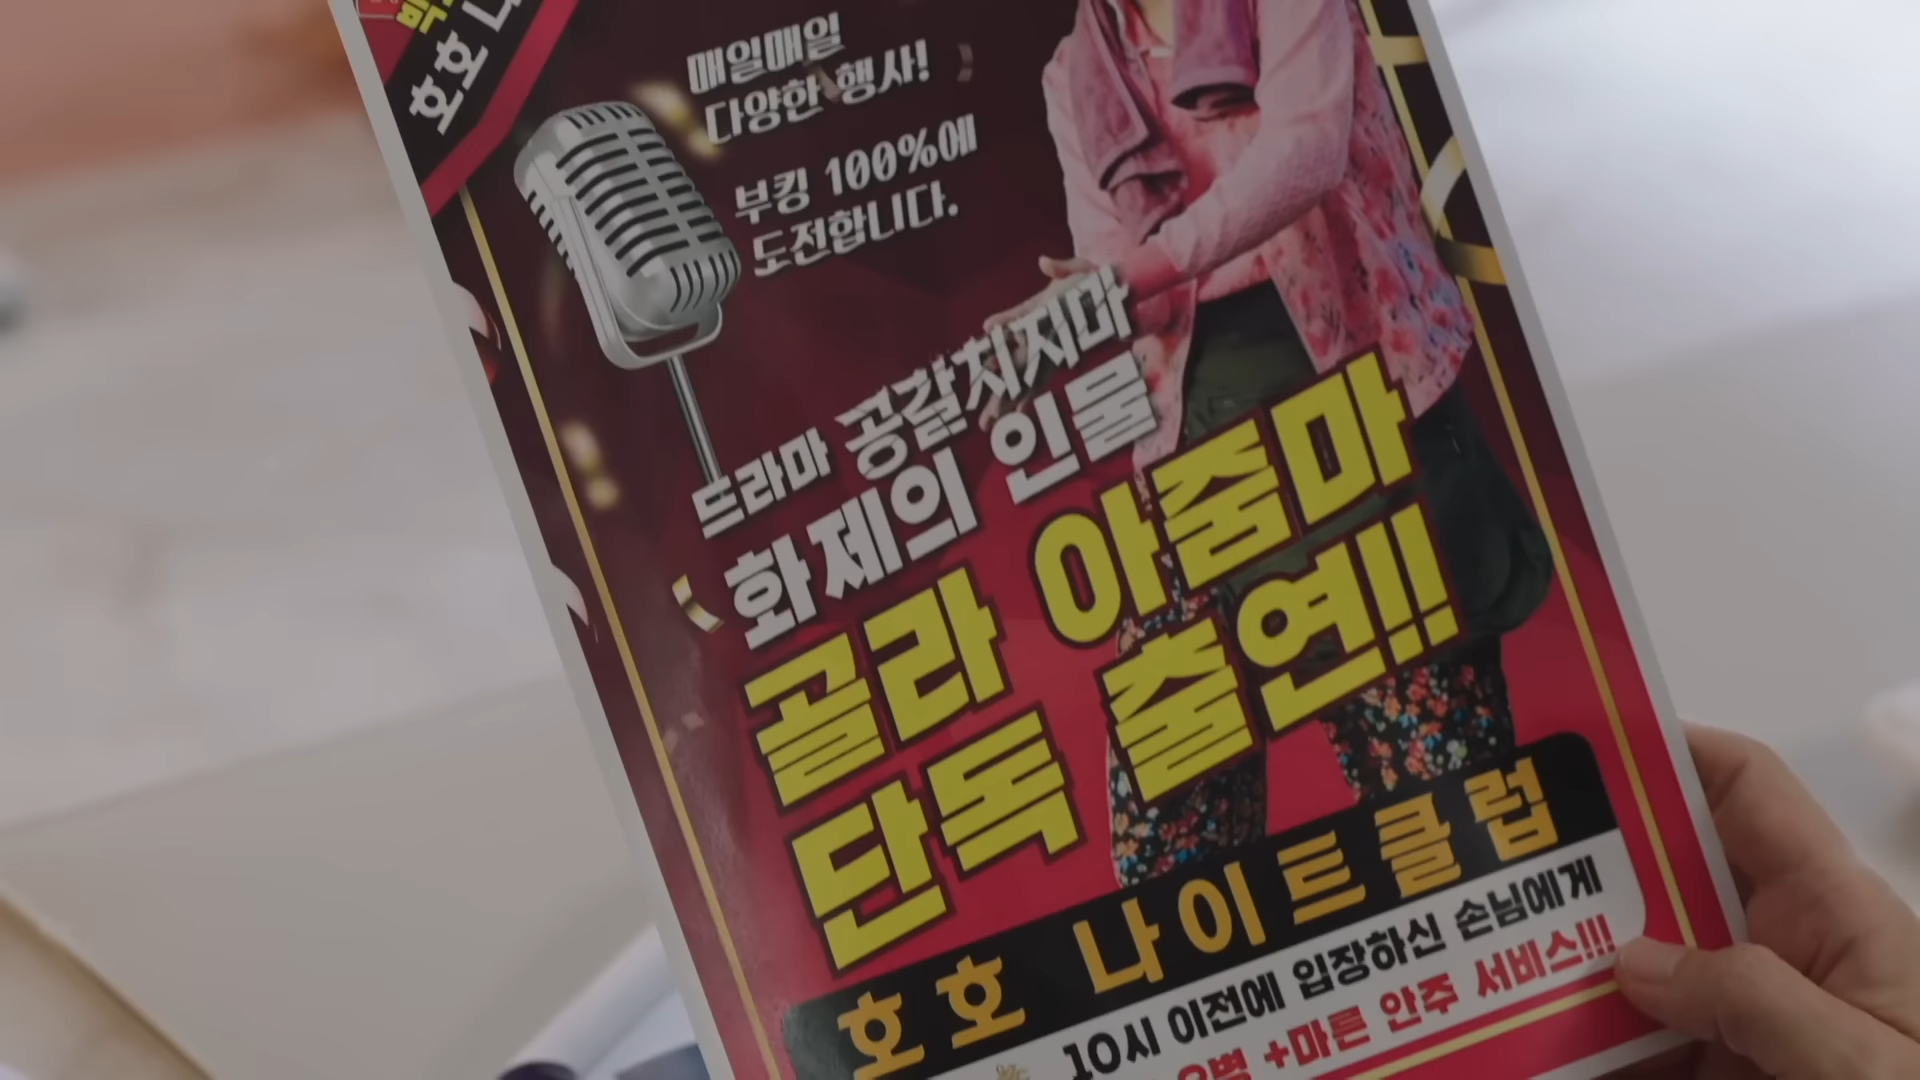 호호 나
매일매일
다양한 행사!
부킹 100%에
도전합니다.
드라마 공갈치지마
화제의 인물
골라 아줌마
단독 출연!!
호호 나이트클럽
10시 이전에 입장하신 손님에게
+마른 안주 서비스!!!